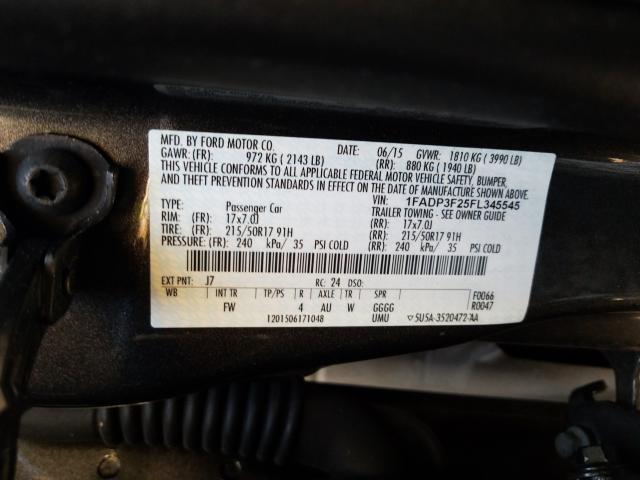 MFD. BY FORD MOTOR CO.
DATE: 06/15 GVWR: 1810 KG ( 3990 LB)
GAWR: (FR): 972 KG ( 2143 LB) (RR): 880 KG ( 1940 LB)
THIS VEHICLE CONFORMS TO ALL APPLICABLE FEDERAL MOTOR VEHICLE SAFETY, BUMPER,
AND THEFT PREVENTION STANDARDS IN EFFECT ON THE DATE OF MANUFACTURE SHOWN ABOVE.
VIN: 1FADP3F25FL345545
TYPE: Passenger Car TRAILER TOWING - SEE OWNER GUIDE
RIM: (FR): 17x7.0J (RR): 17x7.0J
TIRE: (FR): 215/50R17 91H (RR): 215/50R17 91H
PRESSURE: (FR): 240 kPa/ 35 PSI COLD (RR): 240 kPa/ 35 PSI COLD
EXT PNT: J7 RC: 24 DSO:
WB INT TR TP/PS R AXLE TR SPR F0066
FW 4 AU W GGGG R0047
1201506171048 UMU ▽5U5A-3520472-AA